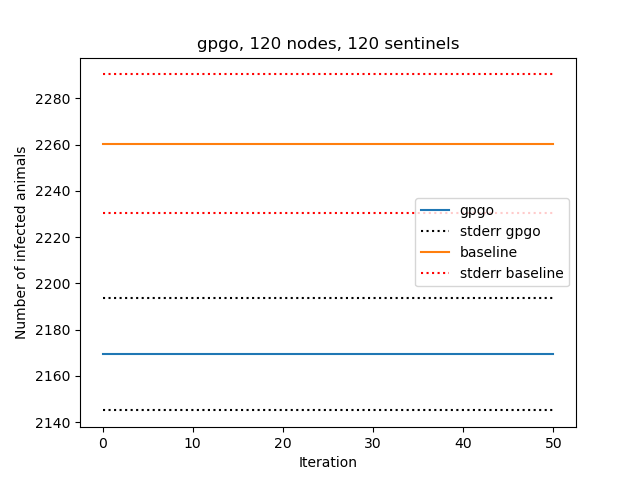 gpgo, 120 nodes, 120 sentinels
Number of infected animals
2280
2260
2240
2220
2200
2180
2160
2140
gpgo
stderr gpgo
baseline
stderr baseline
0
10
20
30
40
50
Iteration